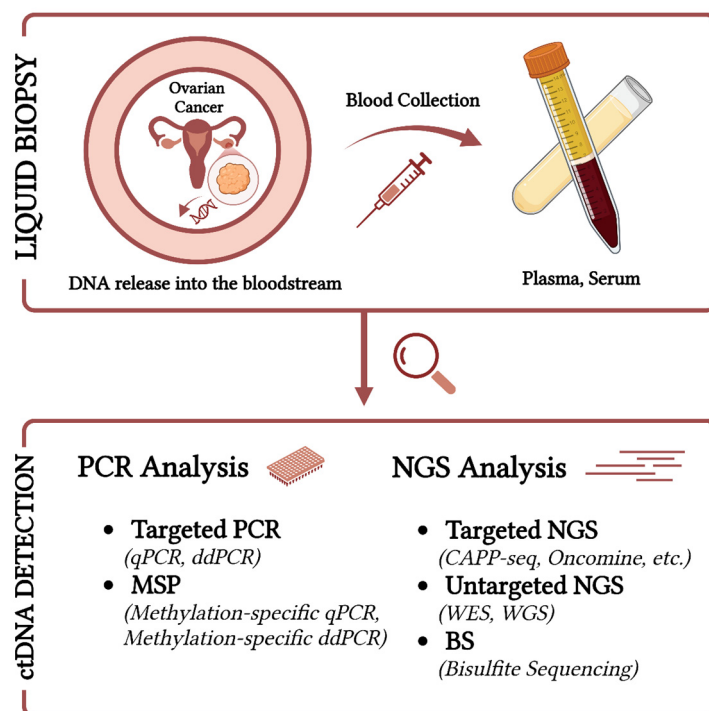 LIQUID BIOPSY
Ovarian
Cancer
Blood Collection
DNA release into the bloodstream
Plasma, Serum
ctDNA DETECTION
PCR Analysis
• Targeted PCR
(qPCR, ddPCR)
• MSP
(Methylation-specific qPCR,
Methylation-specific ddPCR)
NGS Analysis
• Targeted NGS
(CAPP-seq, Oncomine, etc.)
• Untargeted NGS
(WES, WGS)
• BS
(Bisulfite Sequencing)